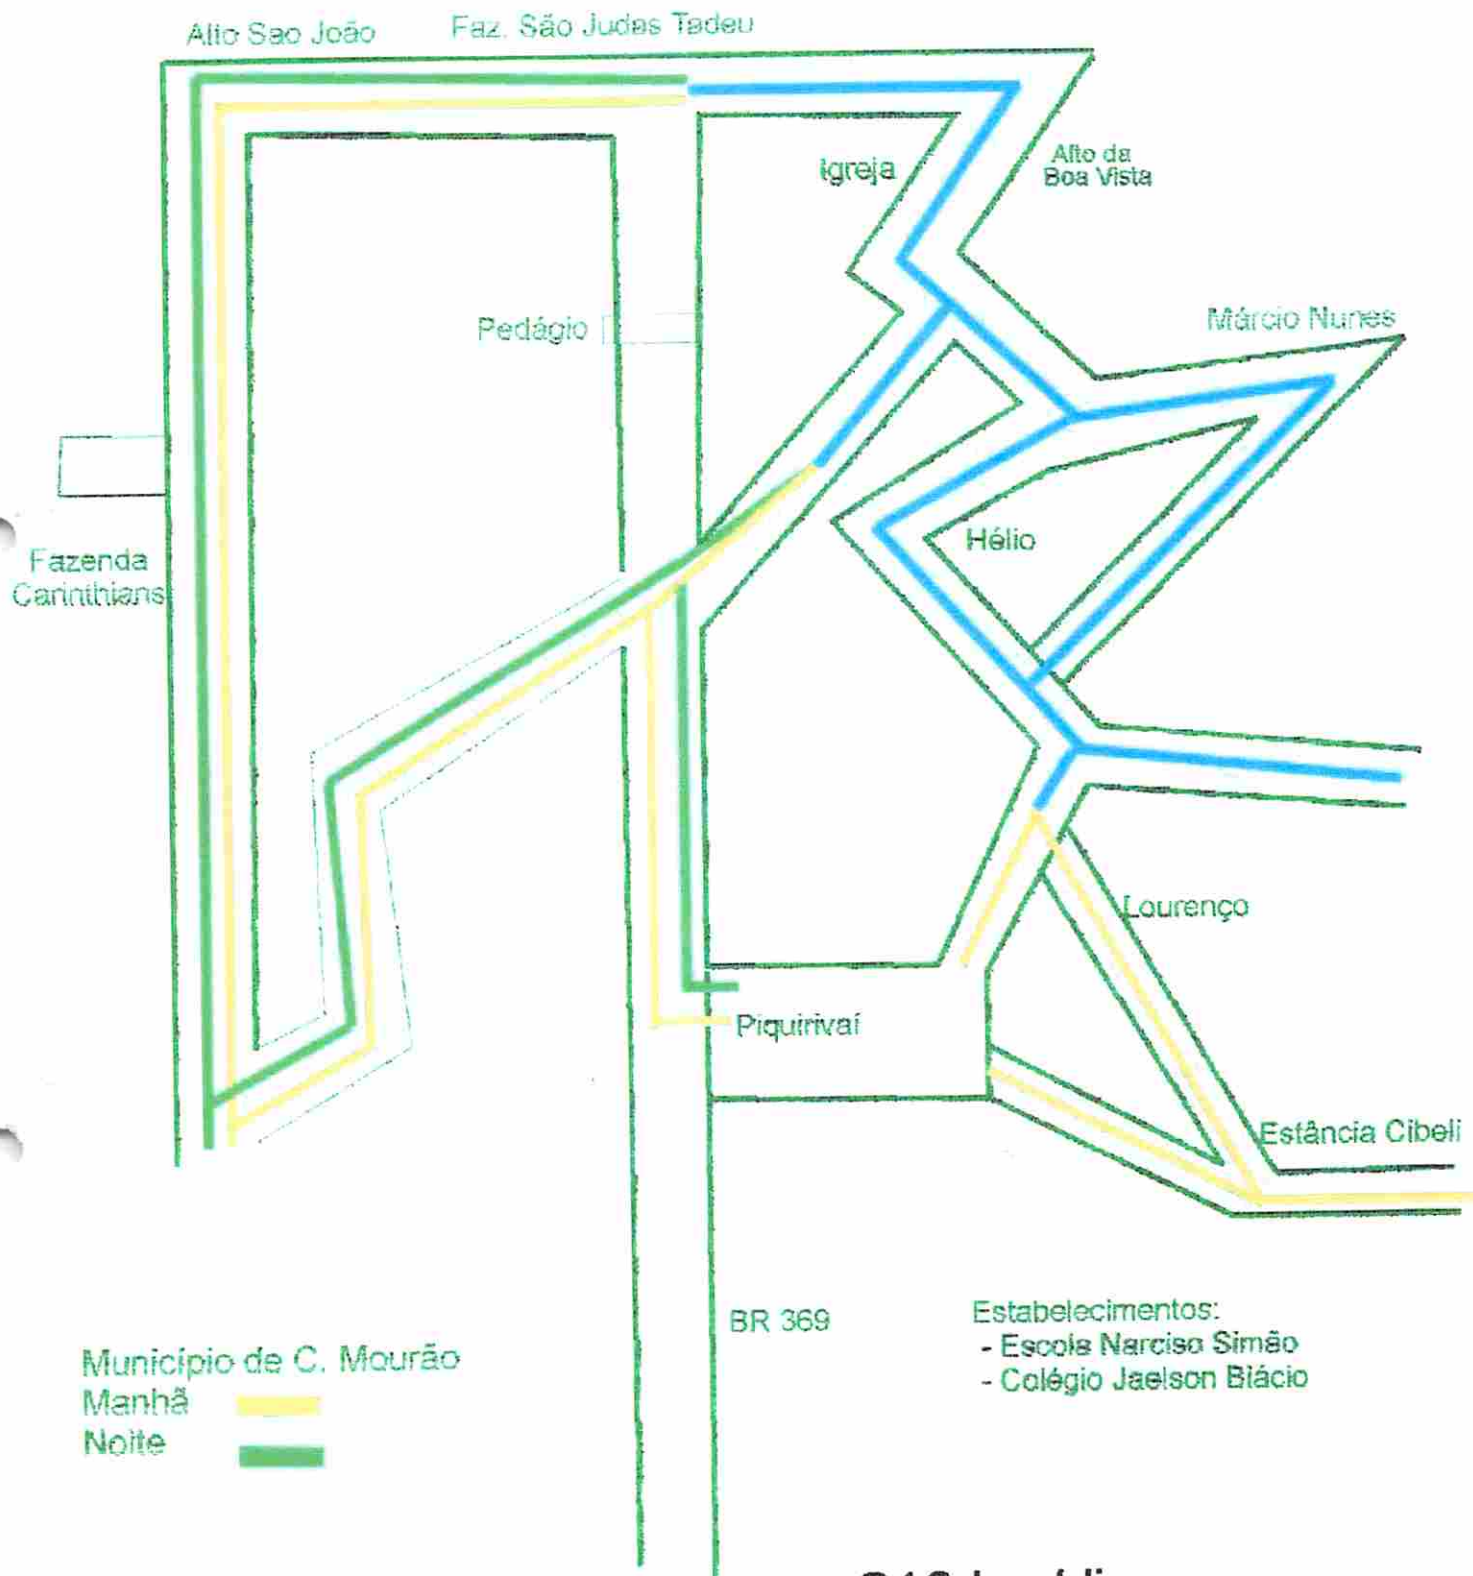 Alto Sao João
Faz. São Judas Tadeu
Igreja
Alto da
Boa Vista
Pedágio
Márcio Nunes
Hélio
Fazenda
Carinthians
Lourenço
Piquirivaí
Estância Cibeli
BR 369
Estabelecimentos:
- Escola Narciso Simão
- Colégio Jaelson Biácio
Município de C. Mourão
Manhã
Noite